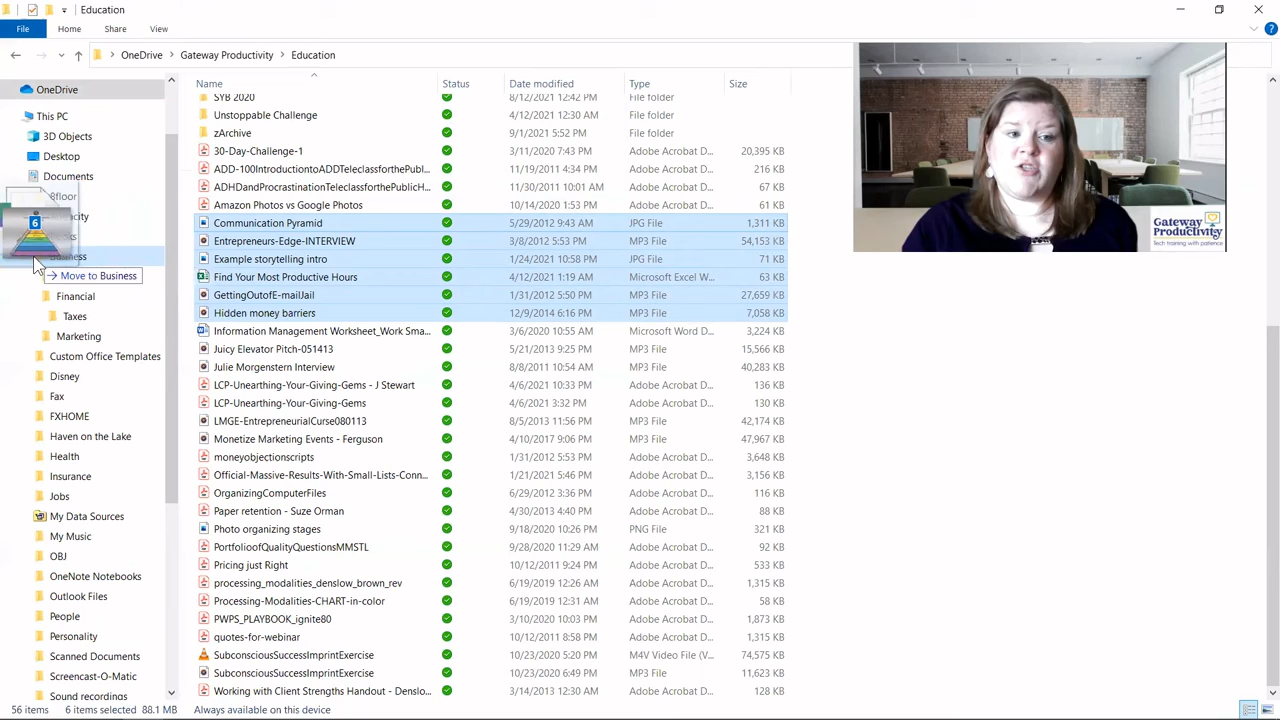 Education
File Home Share View
OneDrive Gateway Productivity Education
Name Status Date modified Type Size
OneDrive
This PC
3D Objects
Desktop
Documents
8floor
Business
Move to Business
6
Financial
Taxes
Marketing
Custom Office Templates
Disney
Fax
FXHOME
Haven on the Lake
Health
Insurance
Jobs
My Data Sources
My Music
OBJ
OneNote Notebooks
Outlook Files
People
Personality
Scanned Documents
Screencast-O-Matic
Sound recordings
SYB 2020 8/12/2021 12:42 PM File folder
Unstoppable Challenge 4/12/2021 12:30 AM File folder
zArchive 9/1/2021 3:52 PM File folder
30-Day-Challenge-1 3/11/2020 7:43 PM Adobe Acrobat D... 20,395 KB
ADD-100IntroductiontoADDTeleclassforthepubl... 11/19/2011 4:34 PM Adobe Acrobat D... 216 KB
ADHDandProcrastinationTeleclassforthePublicH... 11/30/2011 10:01 AM Adobe Acrobat D... 67 KB
Amazon Photos vs Google Photos 10/14/2020 1:53 PM Adobe Acrobat D... 61 KB
Communication Pyramid 2/29/2012 9:43 AM JPG File 1,311 KB
Entrepreneurs-Edge-INTERVIEW 3/8/2012 5:53 PM MP3 File 54,153 KB
Example storytelling intro 7/24/2021 10:58 PM JPG File 71 KB
Find Your Most Productive Hours 4/12/2021 1:19 AM Microsoft Excel W... 63 KB
GettingOutofE-mailJail 1/31/2012 5:50 PM MP3 File 27,659 KB
Hidden money barriers 12/9/2014 6:16 PM MP3 File 7,058 KB
Information Management Worksheet_Work Sma... 3/6/2020 10:55 AM Microsoft Word D... 3,224 KB
Juicy Elevator Pitch-051413 5/21/2013 9:25 PM MP3 File 15,566 KB
Julie Morgenstern Interview 8/8/2011 10:54 AM MP3 File 40,283 KB
LCP-Unearthing-Your-Giving-Gems - J Stewart 4/6/2021 10:33 PM Adobe Acrobat D... 136 KB
LCP-Unearthing-Your-Giving-Gems 4/6/2021 3:32 PM Adobe Acrobat D... 130 KB
LMGE-EntrepreneurialCurse080113 8/5/2013 11:56 PM MP3 File 42,174 KB
Monetize Marketing Events - Ferguson 4/10/2017 9:06 PM MP3 File 47,967 KB
moneyobjectionscripts 1/31/2012 5:53 PM Adobe Acrobat D... 3,648 KB
Official-Massive-Results-With-Small-Lists-Conn... 1/21/2021 5:46 PM Adobe Acrobat D... 3,156 KB
OrganizingComputerFiles 6/29/2012 3:36 PM Adobe Acrobat D... 116 KB
Paper retention - Suze Orman 4/30/2013 4:40 PM Adobe Acrobat D... 88 KB
Photo organizing stages 9/18/2020 10:26 PM PNG File 321 KB
PortfolioofQualityQuestionsMMSTL 9/28/2020 11:29 AM Adobe Acrobat D... 92 KB
Pricing just Right 10/12/2011 9:24 PM Adobe Acrobat D... 533 KB
processing_modalities_denslow_brown_rev 6/19/2019 12:26 AM Adobe Acrobat D... 1,315 KB
Processing-Modalities-CHART-in-color 6/19/2019 12:31 AM Adobe Acrobat D... 58 KB
PWPS_PLAYBOOK_ignite80 3/10/2020 10:03 PM Adobe Acrobat D... 1,873 KB
quotes-for-webinar 10/12/2011 8:58 PM Adobe Acrobat D... 1,315 KB
SubconsciousSuccessImprintExercise 10/23/2020 5:20 PM M4V Video File (V... 74,575 KB
SubconsciousSuccessImprintExercise 10/23/2020 6:49 PM MP3 File 11,623 KB
Working with Client Strengths Handout - Denslo... 3/14/2013 12:30 AM Adobe Acrobat D... 128 KB
56 items 6 items selected 88.1 MB Always available on this device
Gateway
Productivity
Tech training with patience